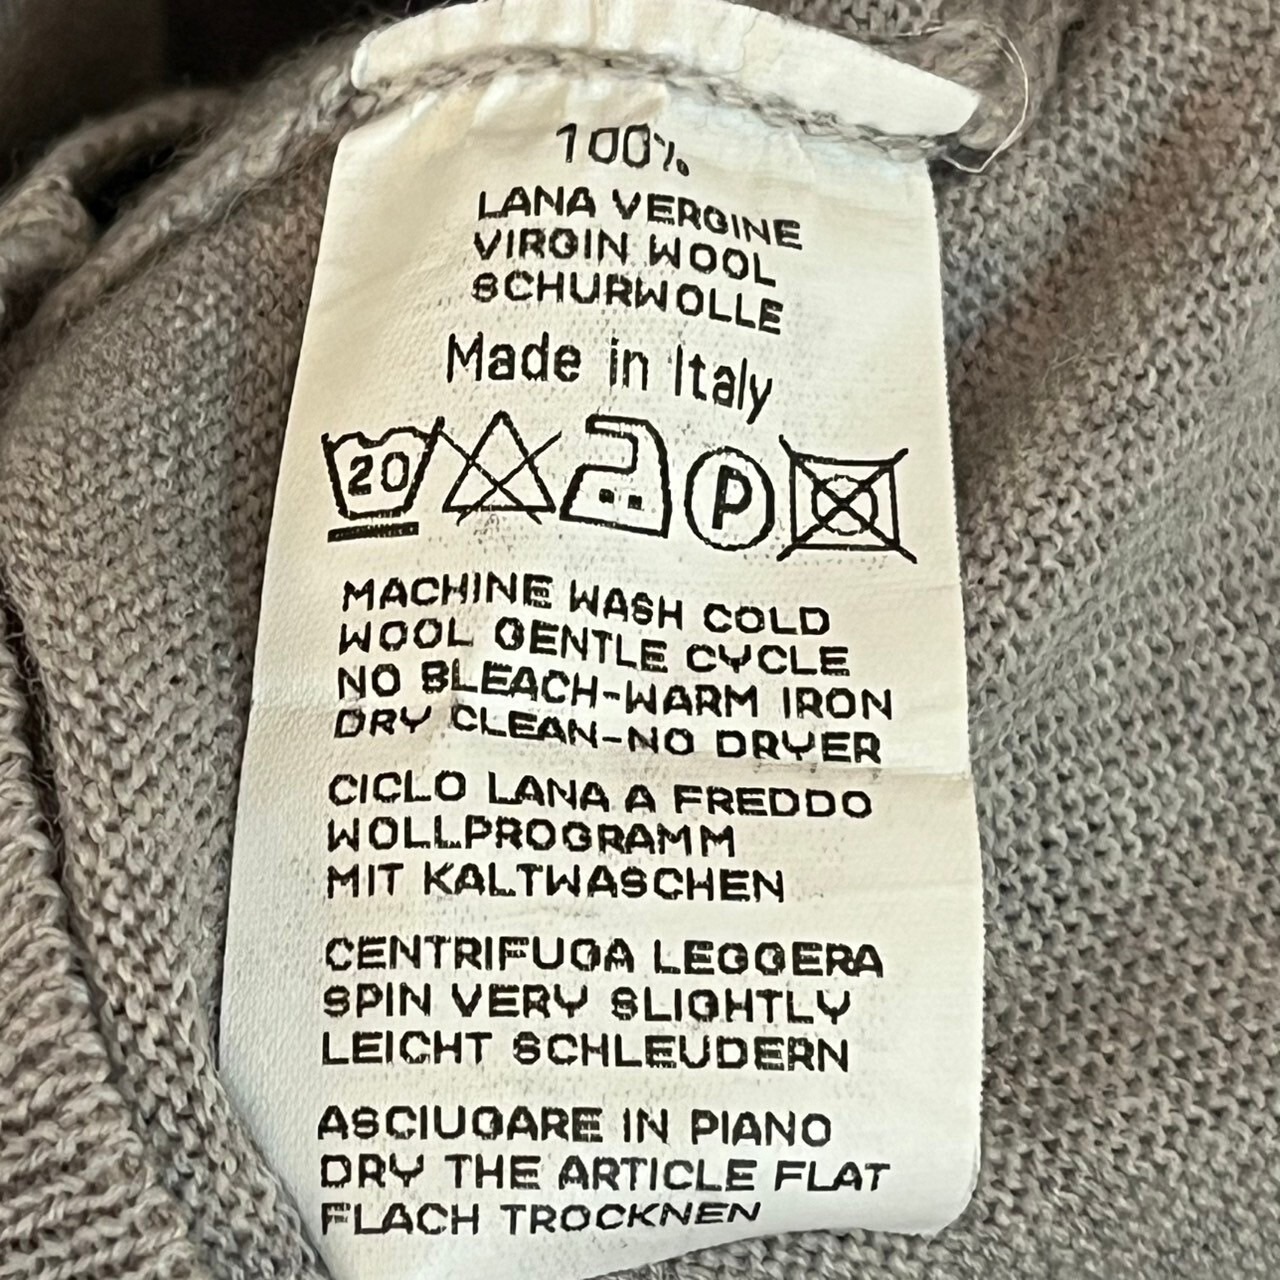 100%
LANA VERGINE
VIRGIN WOOL
SCHURWOLLE
Made in Italy
20 P
MACHINE WASH COLD
WOOL GENTLE CYCLE
NO BLEACH-WARM IRON
DRY CLEAN-NO DRYER
CICLO LANA A FREDDO
WOLLPROGRAMM
MIT KALTWASCHEN
CENTRIFUGA LEGGERA
SPIN VERY SLIGHTLY
LEICHT SCHLEUDERN
ASCIUGARE IN PIANO
DRY THE ARTICLE FLAT
FLACH TROCKNEN